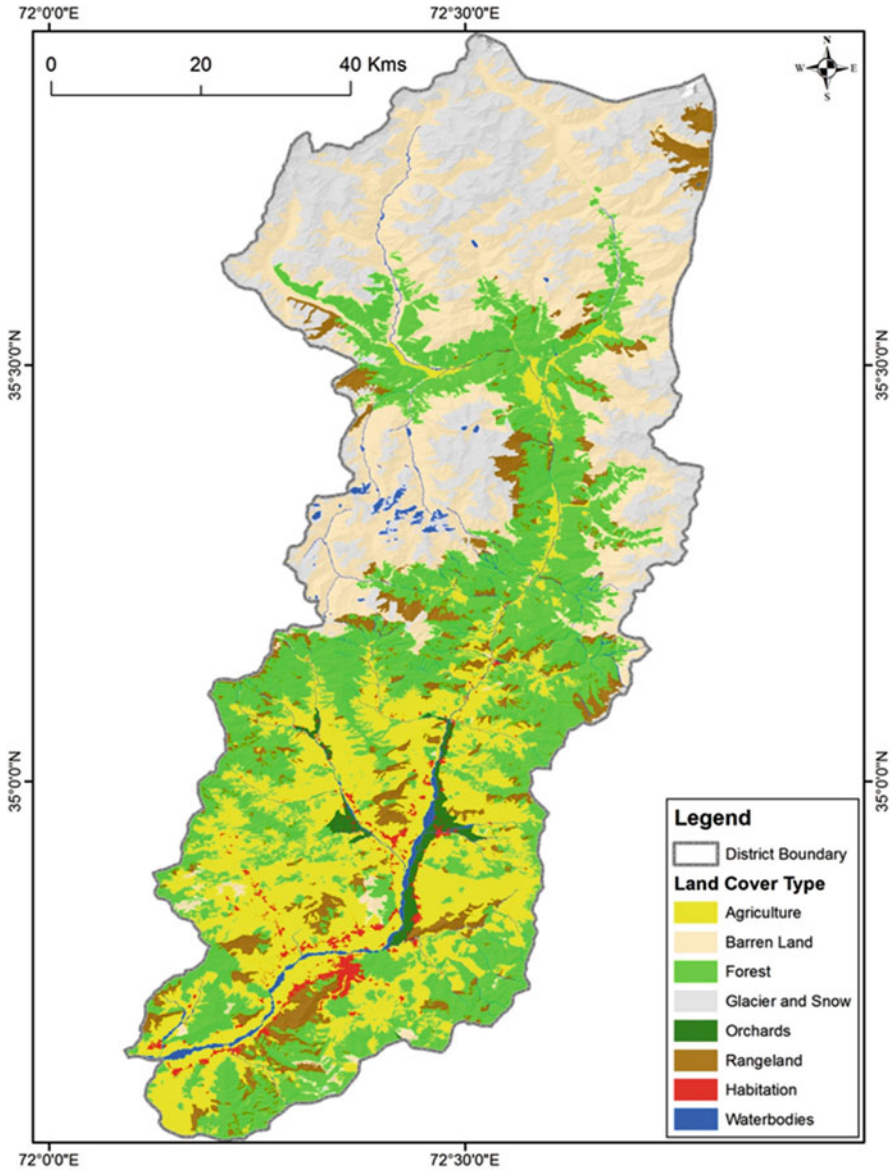 72°0'0"E 72°30'0"E
N
W E
S
0 20 40 Kms
35°30'0"N 35°30'0"N
35°0'0"N 35°0'0"N
Legend
District Boundary
Land Cover Type
Agriculture
Barren Land
Forest
Glacier and Snow
Orchards
Rangeland
Habitation
Waterbodies
72°0'0"E 72°30'0"E